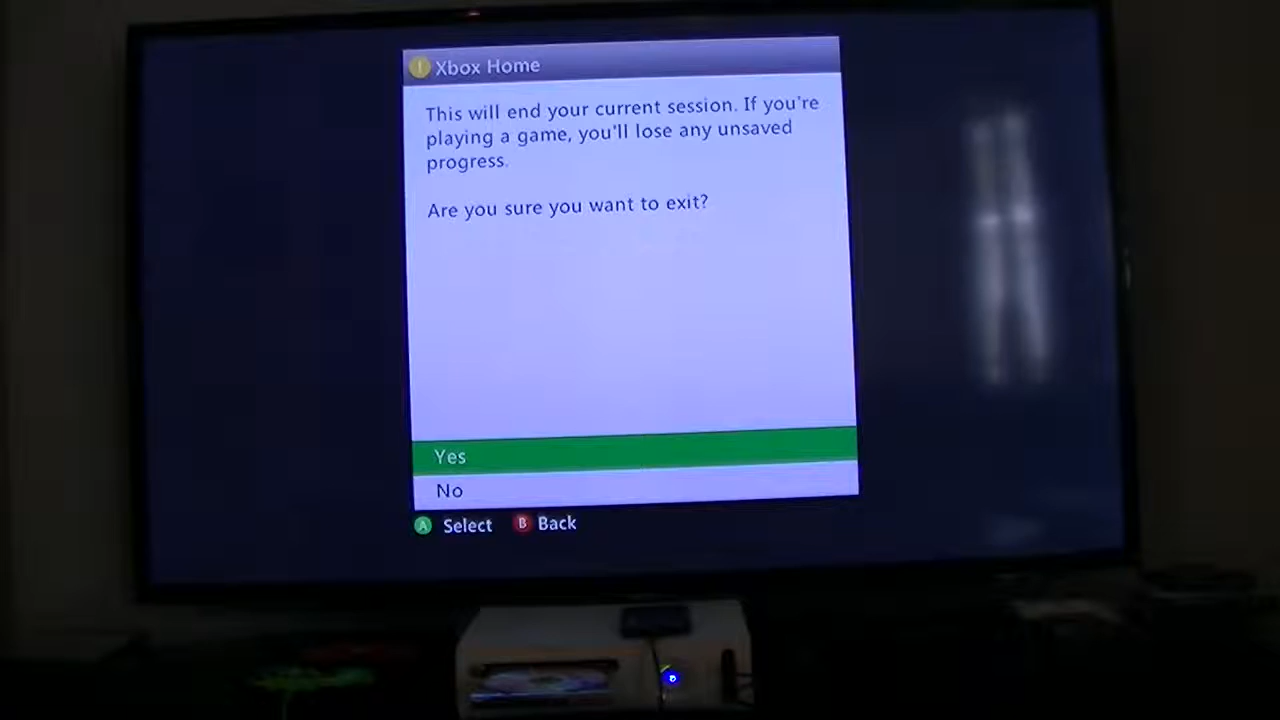 ! Xbox Home
This will end your current session. If you're
playing a game, you'll lose any unsaved
progress.
Are you sure you want to exit?
Yes
No
A Select B Back